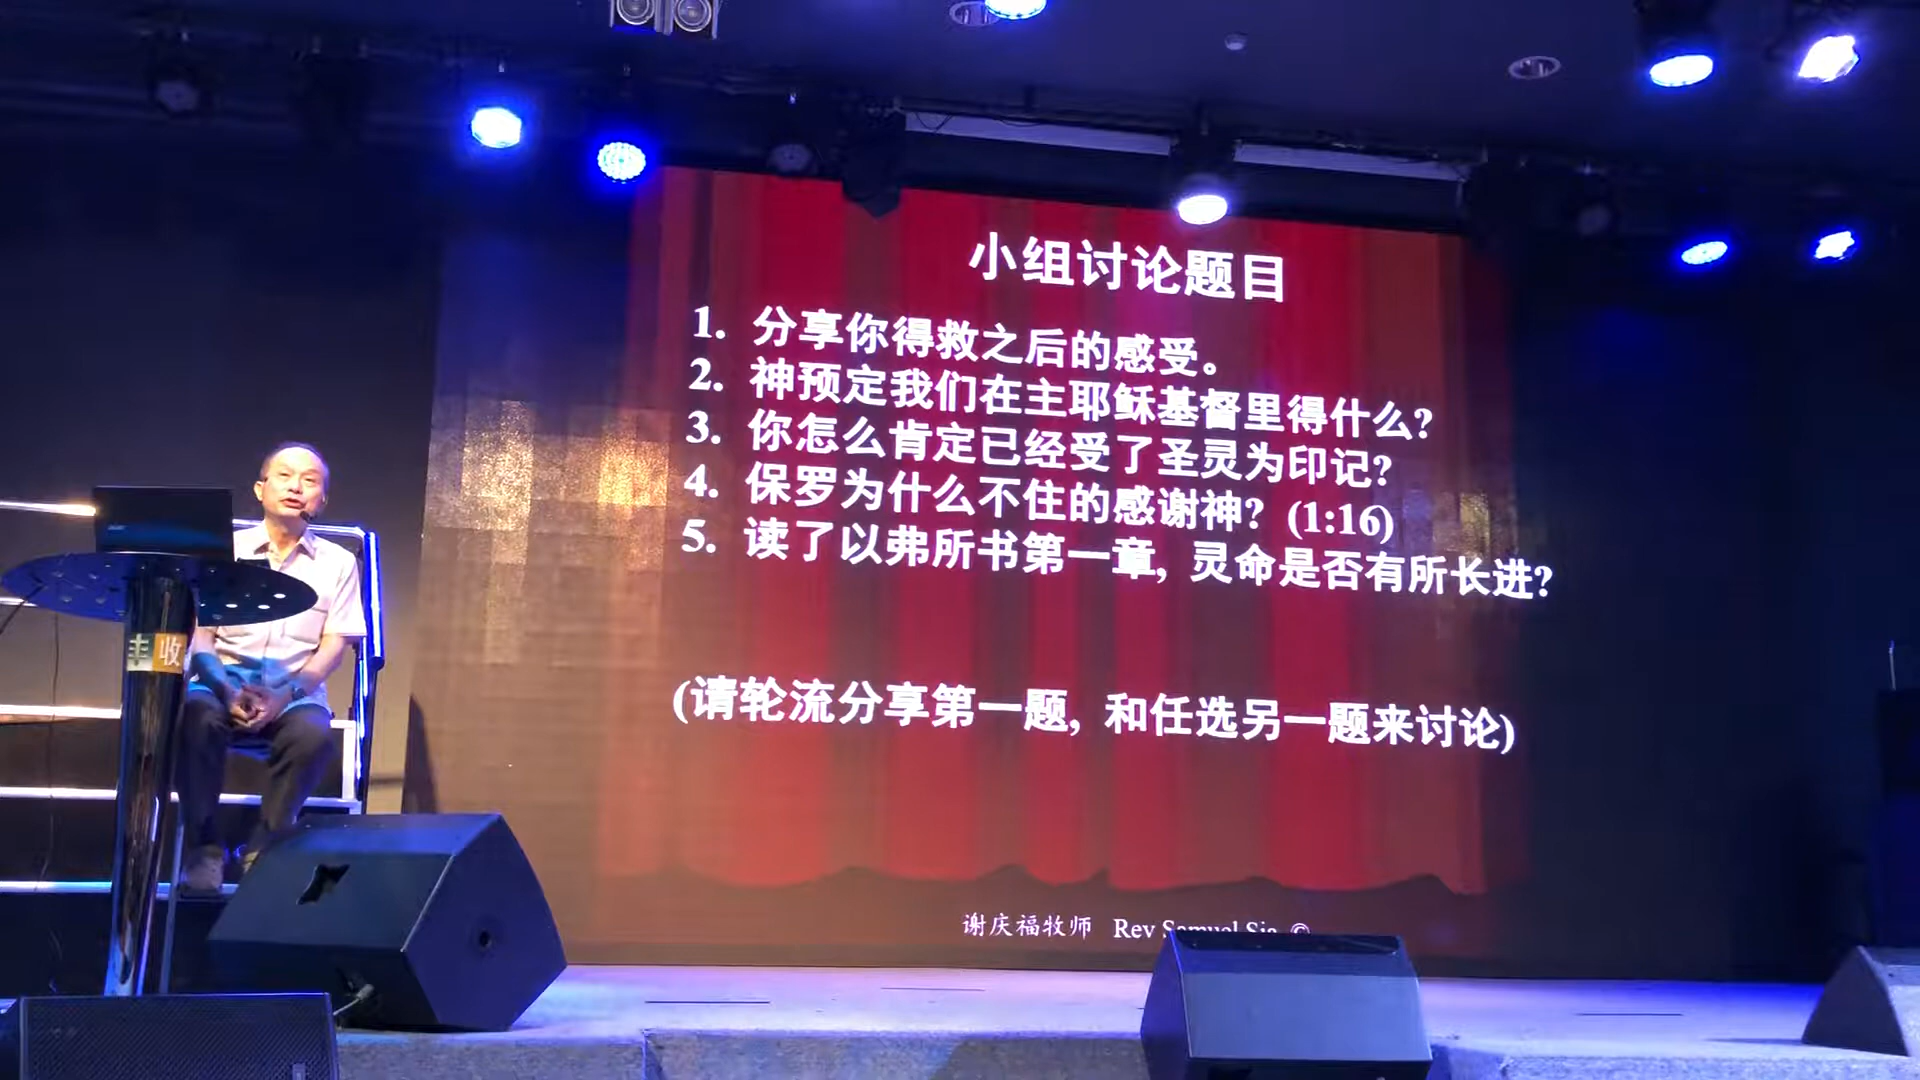 小组讨论题目
1. 分享你得救之后的感受。
2. 神预定我们在主耶稣基督里得什么?
3. 你怎么肯定已经受了圣灵为印记?
4. 保罗为什么不住的感谢神? (1:16)
5. 读了以弗所书第一章, 灵命是否有所长进?
(请轮流分享第一题, 和任选另一题来讨论)
谢庆福牧师 Rev Samuel Sia ©
丰收